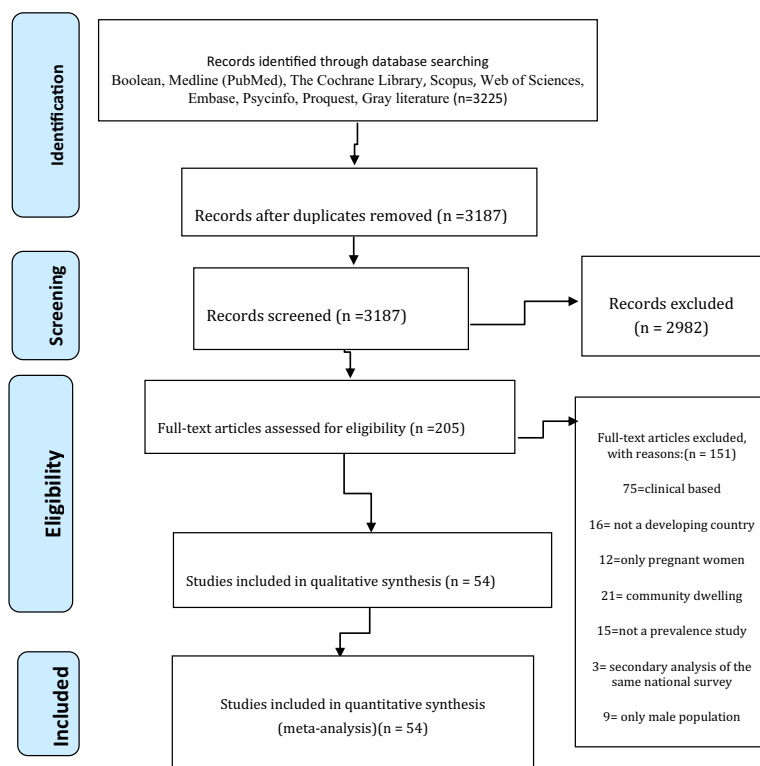 Identification
Records identified through database searching
Boolean, Medline (PubMed), The Cochrane Library, Scopus, Web of Sciences,
Embase, Psycinfo, Proquest, Gray literature (n=3225)
Records after duplicates removed (n =3187)
Screening
Records screened (n =3187)
Records excluded
(n = 2982)
Eligibility
Full-text articles assessed for eligibility (n =205)
Full-text articles excluded,
with reasons:(n = 151)
75=clinical based
16= not a developing country
12=only pregnant women
21= community dwelling
15=not a prevalence study
3= secondary analysis of the
same national survey
9= only male population
Studies included in qualitative synthesis (n = 54)
Included
Studies included in quantitative synthesis
(meta-analysis)(n = 54)